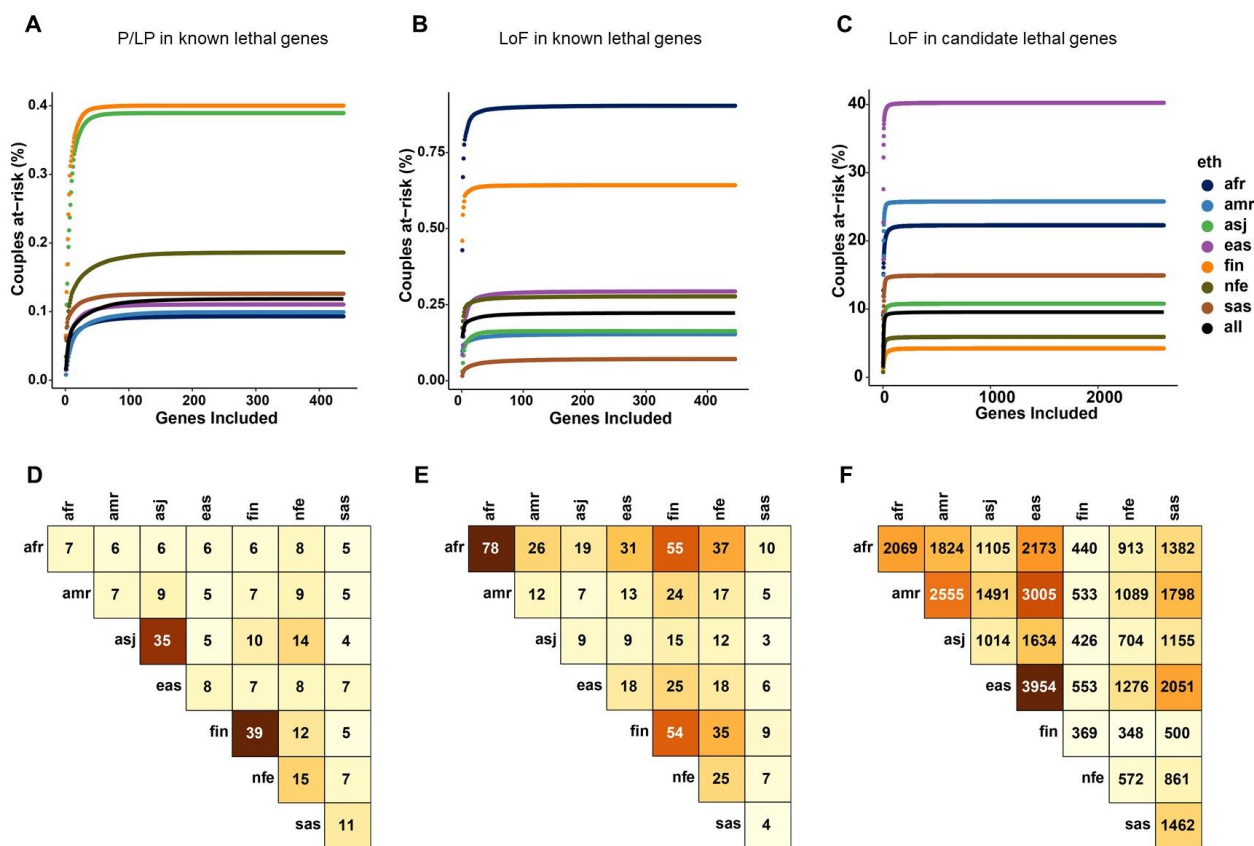 A
P/LP in known lethal genes
Couples at-risk (%)
0.4
0.3
0.2
0.1
0.0
0 100 200 300 400
Genes Included
B
LoF in known lethal genes
Couples at-risk (%)
0.75
0.50
0.25
0.00
0 100 200 300 400
Genes Included
C
LoF in candidate lethal genes
Couples at-risk (%)
40
30
20
10
0
0 1000 2000
Genes Included
eth
afr
amr
asj
eas
fin
nfe
sas
all
D
afr amr asj eas fin nfe sas
afr 7 6 6 6 6 8 5
amr 7 9 5 7 9 5
asj 35 5 10 14 4
eas 8 7 8 7
fin 39 12 5
nfe 15 7
sas 11
E
afr amr asj eas fin nfe sas
afr 78 26 19 31 55 37 10
amr 12 7 13 24 17 5
asj 9 9 15 12 3
eas 18 25 18 6
fin 54 35 9
nfe 25 7
sas 4
F
afr amr asj eas fin nfe sas
afr 2069 1824 1105 2173 440 913 1382
amr 2555 1491 3005 533 1089 1798
asj 1014 1634 426 704 1155
eas 3954 553 1276 2051
fin 369 348 500
nfe 572 861
sas 1462